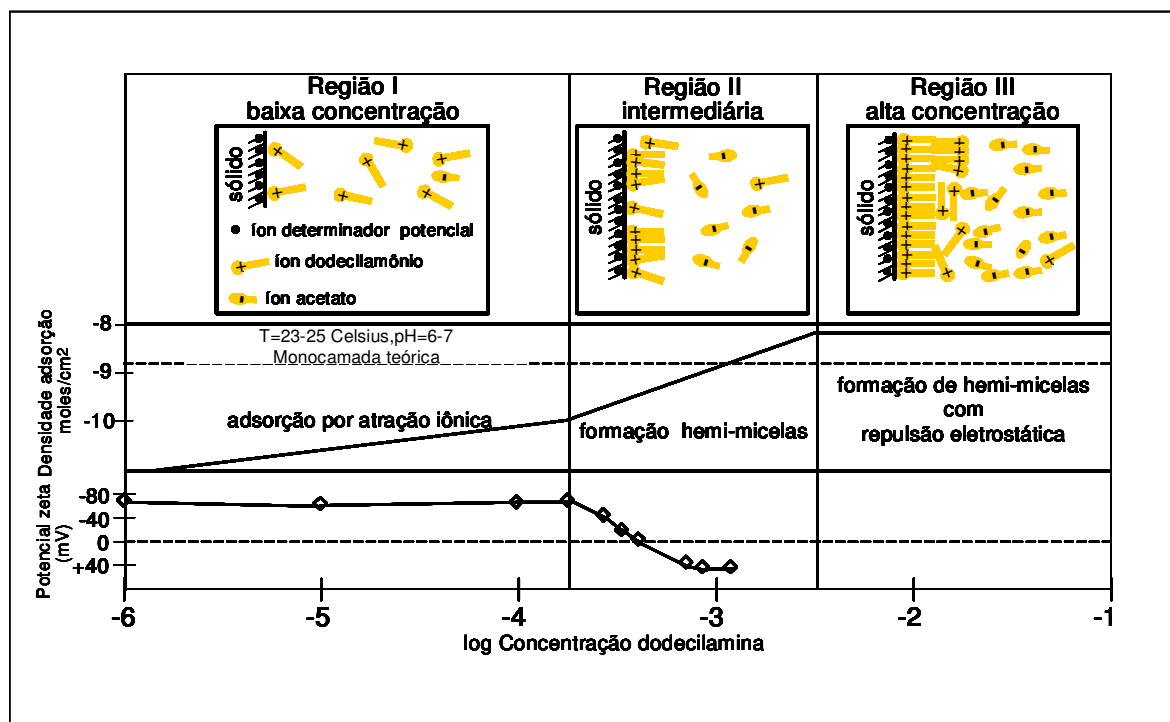 Região I
baixa concentração
sólido
íon determinador potencial
íon dodecilamônio
íon acetato
Região II
intermediária
sólido
Região III
alta concentração
sólido
Densidade adsorção
moles/cm2
-8
-9
-10
T=23-25 Celsius,pH=6-7
Monocamada teórica
adsorção por atração iônica
formação hemi-micelas
formação de hemi-micelas
com
repulsão eletrostática
Potencial zeta
(mV)
-80
-40
0
+40
-6
-5
-4
-3
-2
-1
log Concentração dodecilamina